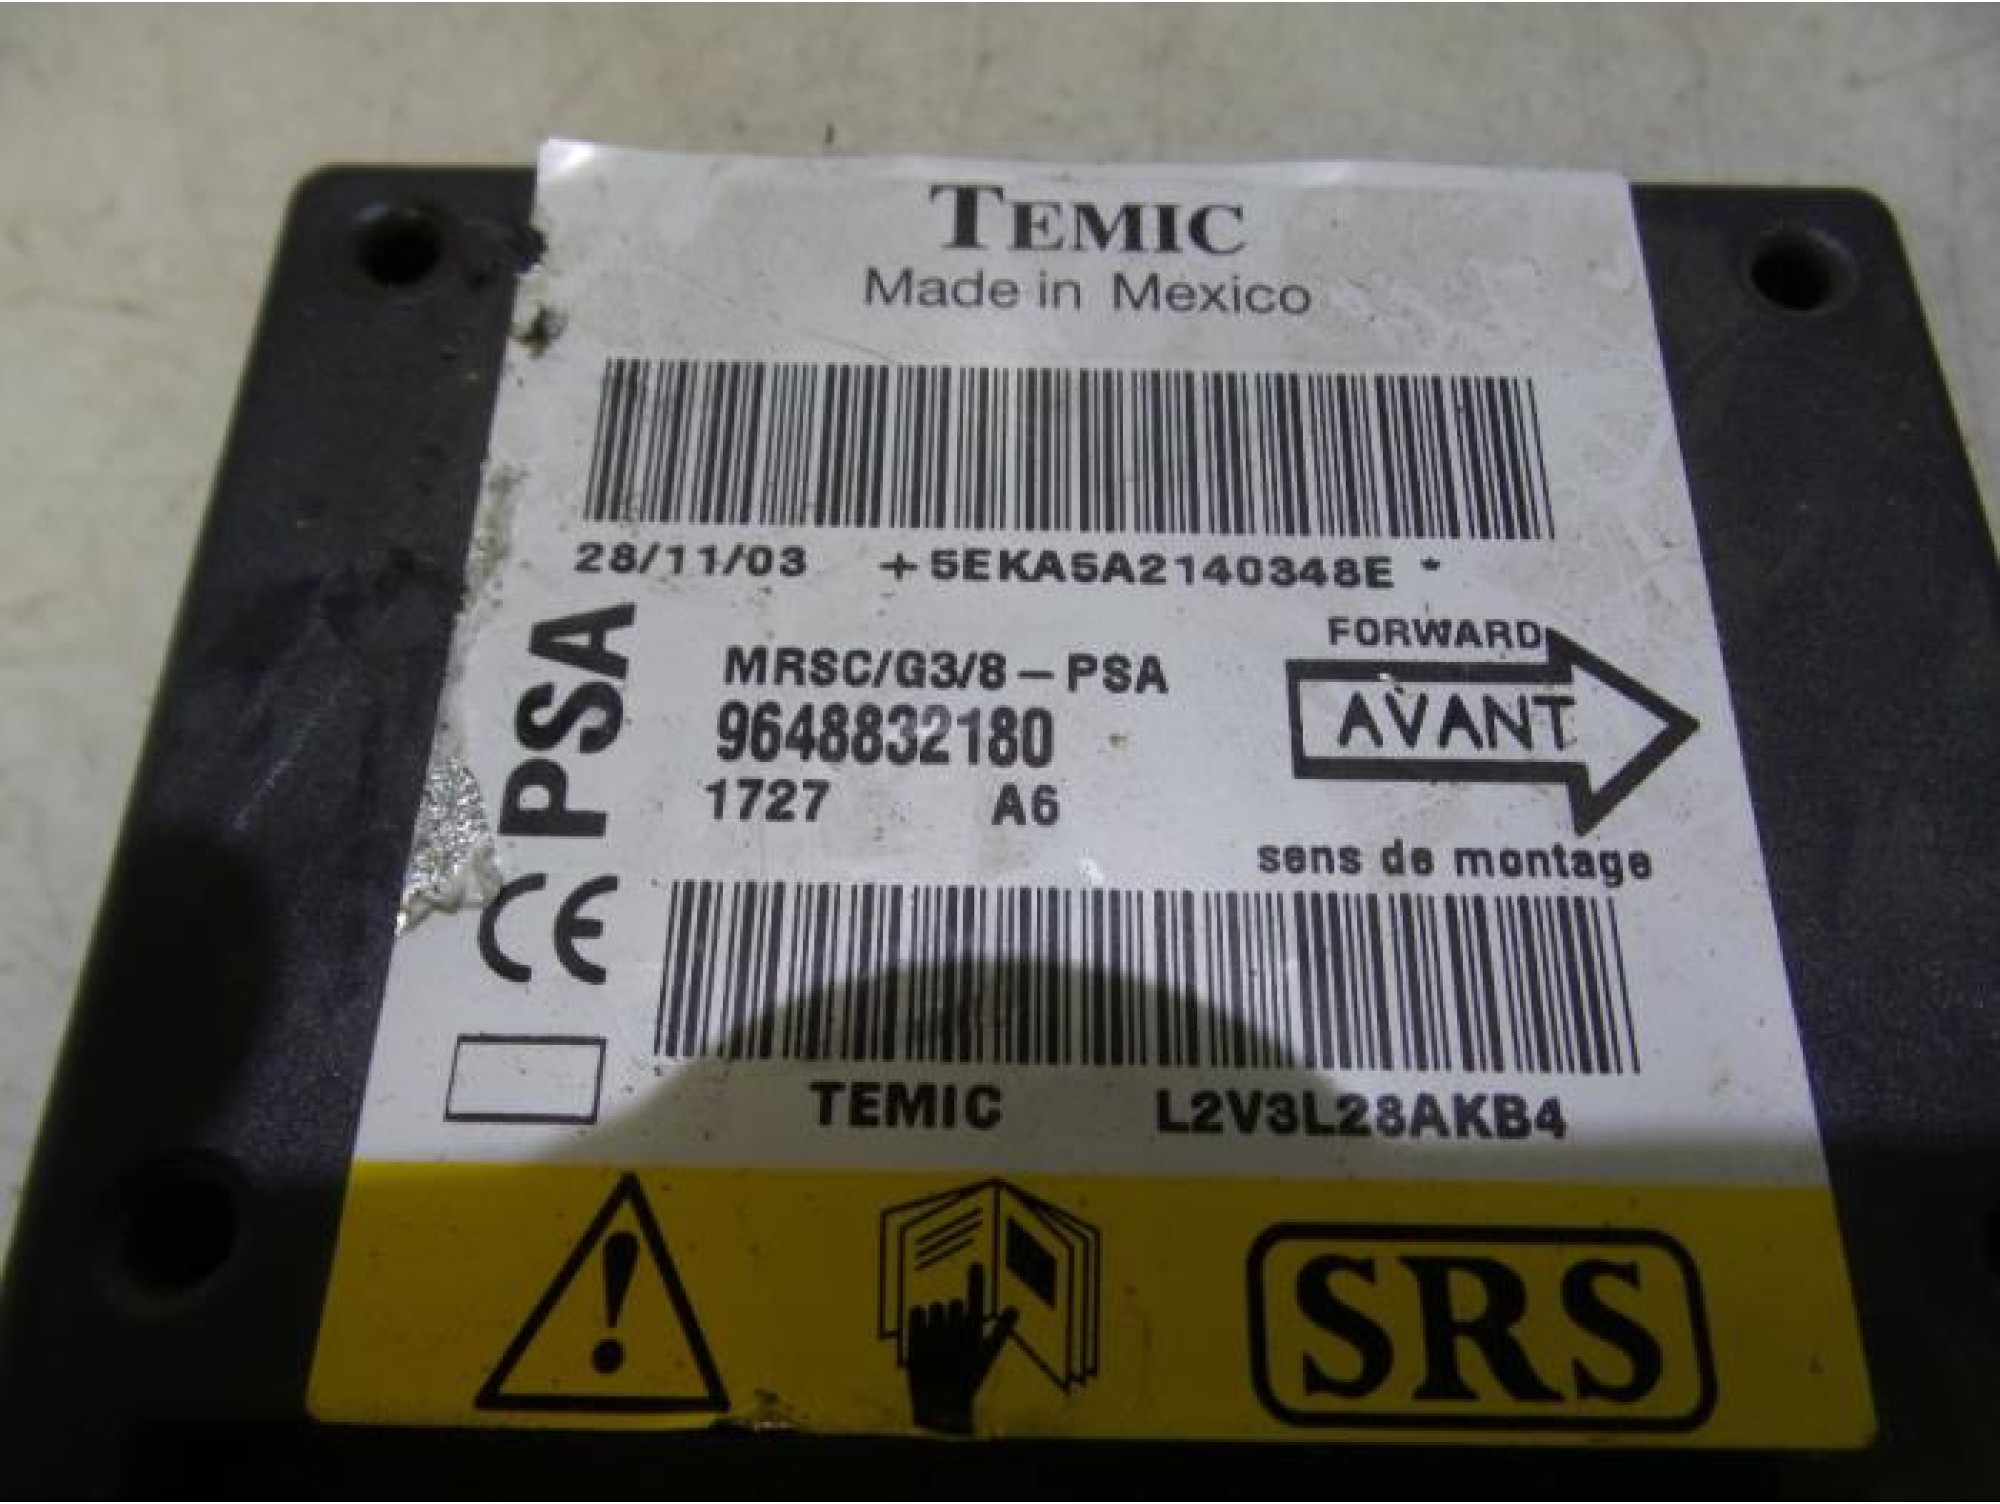 TEMIC
Made in Mexico
28/11/03 +5EKA5A2140348E *
PSA
CE
FORWARD
AVANT
sens de montage
MRSC/G3/8-PSA
9648832180
1727 A6
TEMIC L2V3L28AKB4
SRS